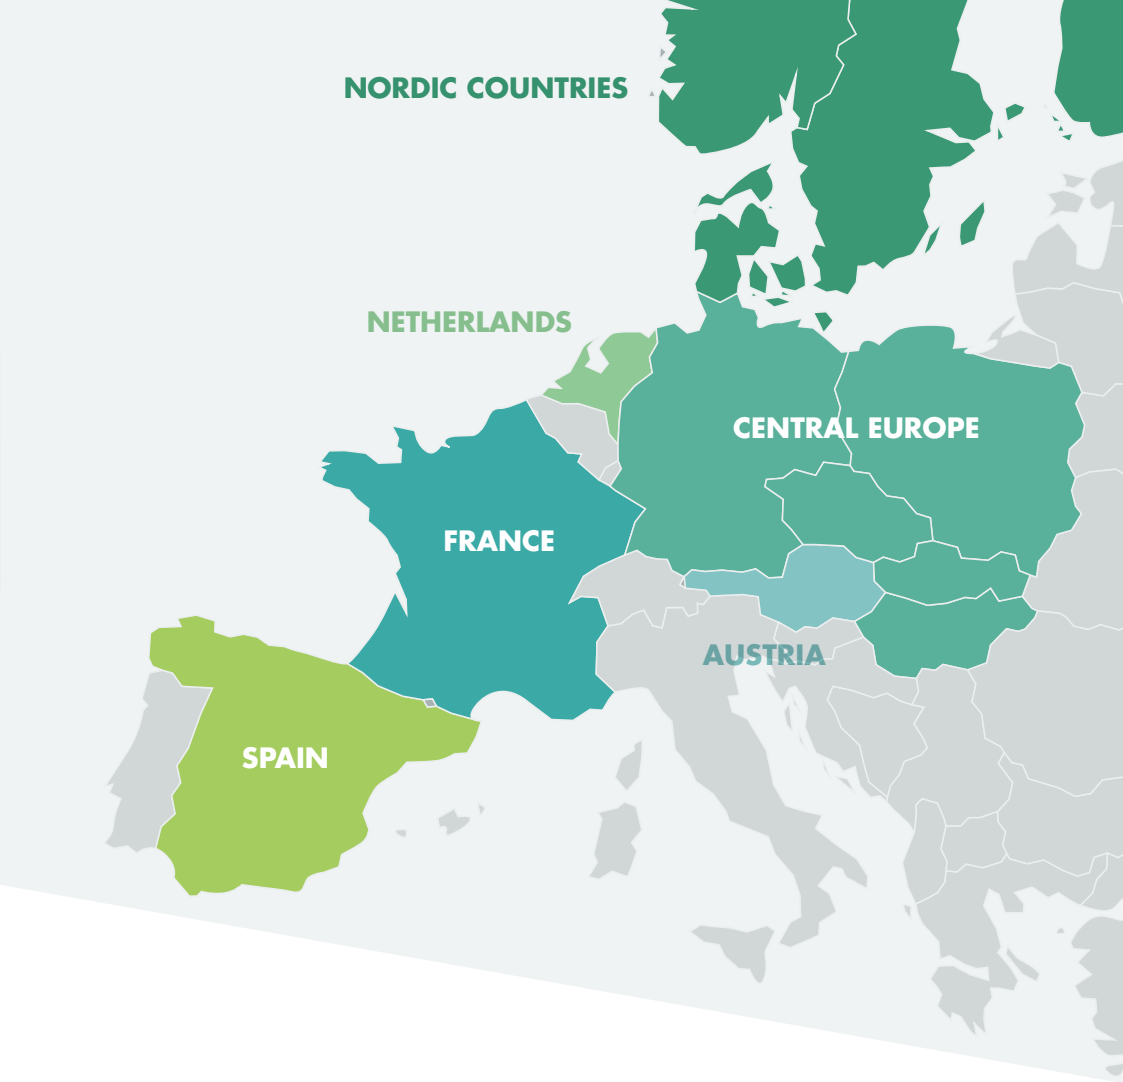 NORDIC COUNTRIES
NETHERLANDS
CENTRAL EUROPE
FRANCE
AUSTRIA
SPAIN